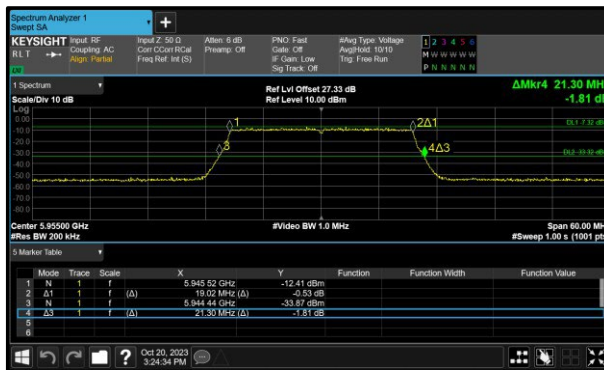 Spectrum Analyzer 1
Swept SA
+
KEYSIGHT
RLT
Input: RF
Coupling: AC
Align: Partial
Input Z: 50 Ω
Corr CCorr RCal
Freq Ref: Int (S)
Atten: 6 dB
Preamp: Off
PNO: Fast
Gate: Off
IF Gain: Low
Sig Track: Off
#Avg Type: Voltage
Avg|Hold: 10/10
Trig: Free Run
1 2 3 4 5 6
M W W W W W
P N N N N N
1 Spectrum
Scale/Div 10 dB
Ref Lvl Offset 27.33 dB
Ref Level 10.00 dBm
ΔMkr4 21.30 MHz
-1.81 dB
Log
0.00
-10.0
-20.0
-30.0
-40.0
-50.0
-60.0
-70.0
-80.0
1
2Δ1
3
4Δ3
DL1 -7.32 dBm
DL2 -33.32 dBm
Center 5.95500 GHz
#Res BW 200 kHz
#Video BW 1.0 MHz
Span 60.00 MHz
#Sweep 1.00 s (1001 pts)
5 Marker Table
Mode Trace Scale X Y Function Function Width Function Value
1 N 1 f 5.945 52 GHz -12.41 dBm
2 Δ1 1 f (Δ) 19.02 MHz (Δ) -0.53 dB
3 N 1 f 5.944 44 GHz -33.87 dBm
4 Δ3 1 f (Δ) 21.30 MHz (Δ) -1.81 dB
5
6
?
Oct 20, 2023
3:24:34 PM